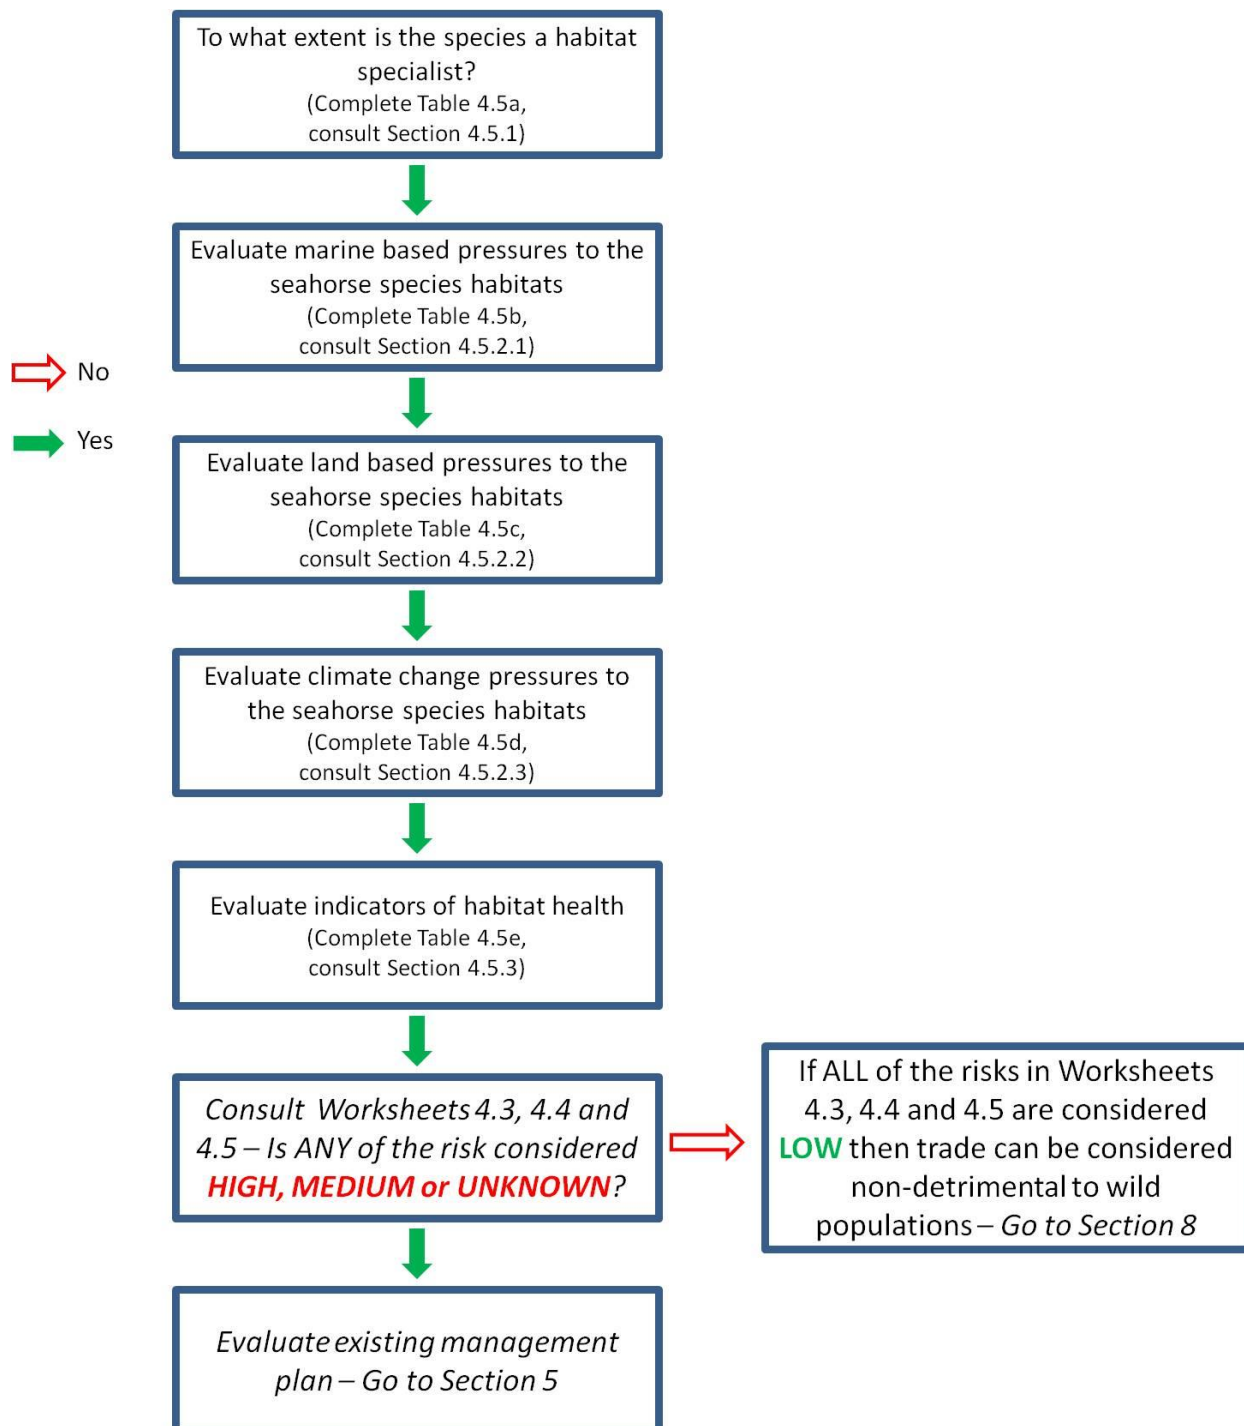 To what extent is the species a habitat
specialist?
(Complete Table 4.5a,
consult Section 4.5.1)
Evaluate marine based pressures to the
seahorse species habitats
(Complete Table 4.5b,
consult Section 4.5.2.1)
No
Yes
Evaluate land based pressures to the
seahorse species habitats
(Complete Table 4.5c,
consult Section 4.5.2.2)
Evaluate climate change pressures to
the seahorse species habitats
(Complete Table 4.5d,
consult Section 4.5.2.3)
Evaluate indicators of habitat health
(Complete Table 4.5e,
consult Section 4.5.3)
Consult Worksheets 4.3, 4.4 and
4.5 – Is ANY of the risk considered
HIGH, MEDIUM or UNKNOWN?
If ALL of the risks in Worksheets
4.3, 4.4 and 4.5 are considered
LOW then trade can be considered
non-detrimental to wild
populations – Go to Section 8
Evaluate existing management
plan – Go to Section 5